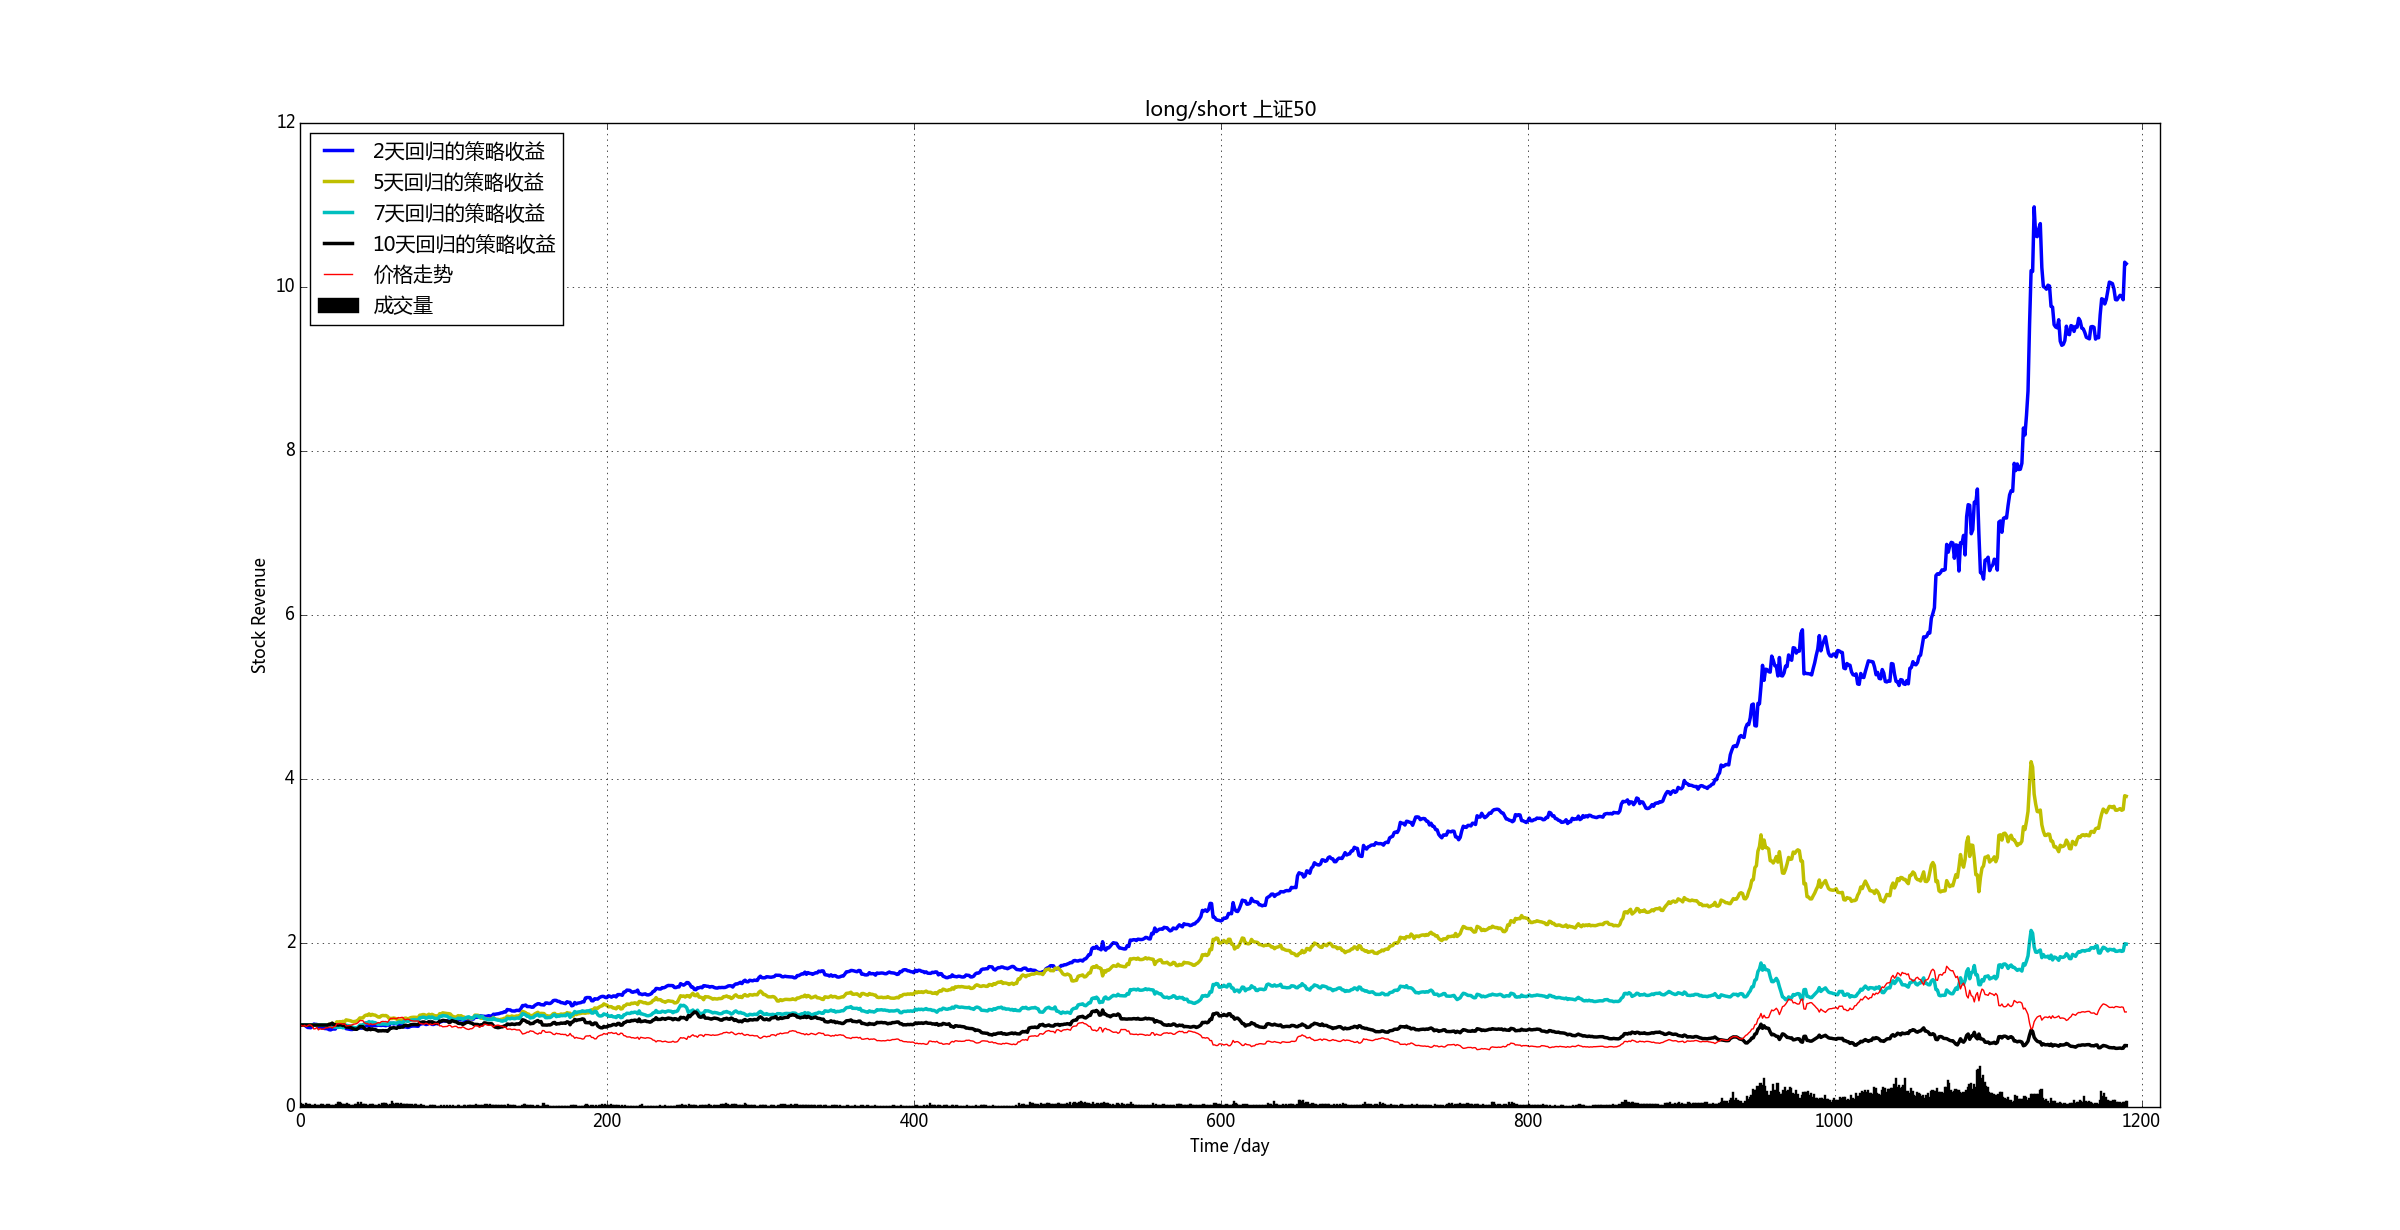 long/short 上证50
12
10
8
6
4
2
0
2天回归的策略收益
5天回归的策略收益
7天回归的策略收益
10天回归的策略收益
价格走势
成交量
Stock Revenue
0 200 400 600 800 1000 1200
Time /day